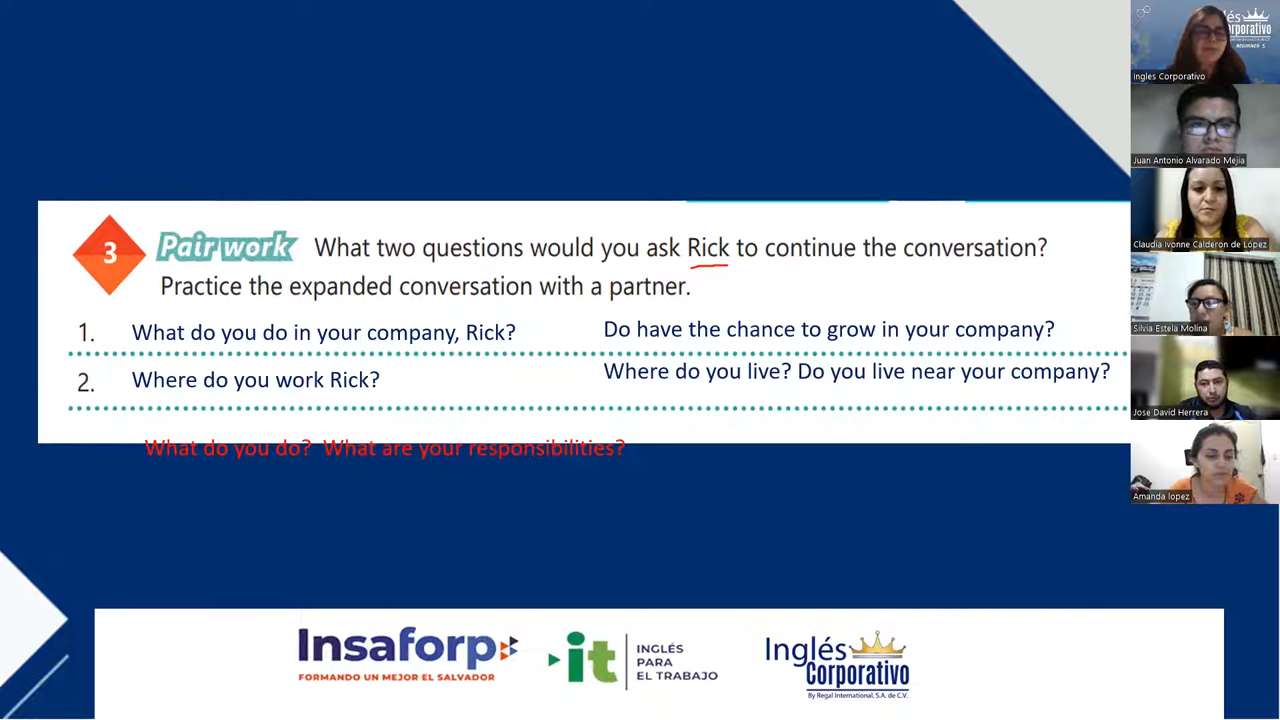 3 Pair work What two questions would you ask Rick to continue the conversation?
Practice the expanded conversation with a partner.
1. What do you do in your company, Rick?
Do have the chance to grow in your company?
2. Where do you work Rick?
Where do you live? Do you live near your company?
What do you do? What are your responsibilities?
Insaforp
FORMANDO UN MEJOR EL SALVADOR
it
INGLÉS
PARA
EL TRABAJO
Inglés
Corporativo
By Regal International, S.A. de C.V.
lés
rporativo
BEGINNER 5
Ingles Corporativo
Juan Antonio Alvarado Mejia
Claudia Ivonne Calderon de López
Silvia Estela Molina
Jose David Herrera
Amanda lopez